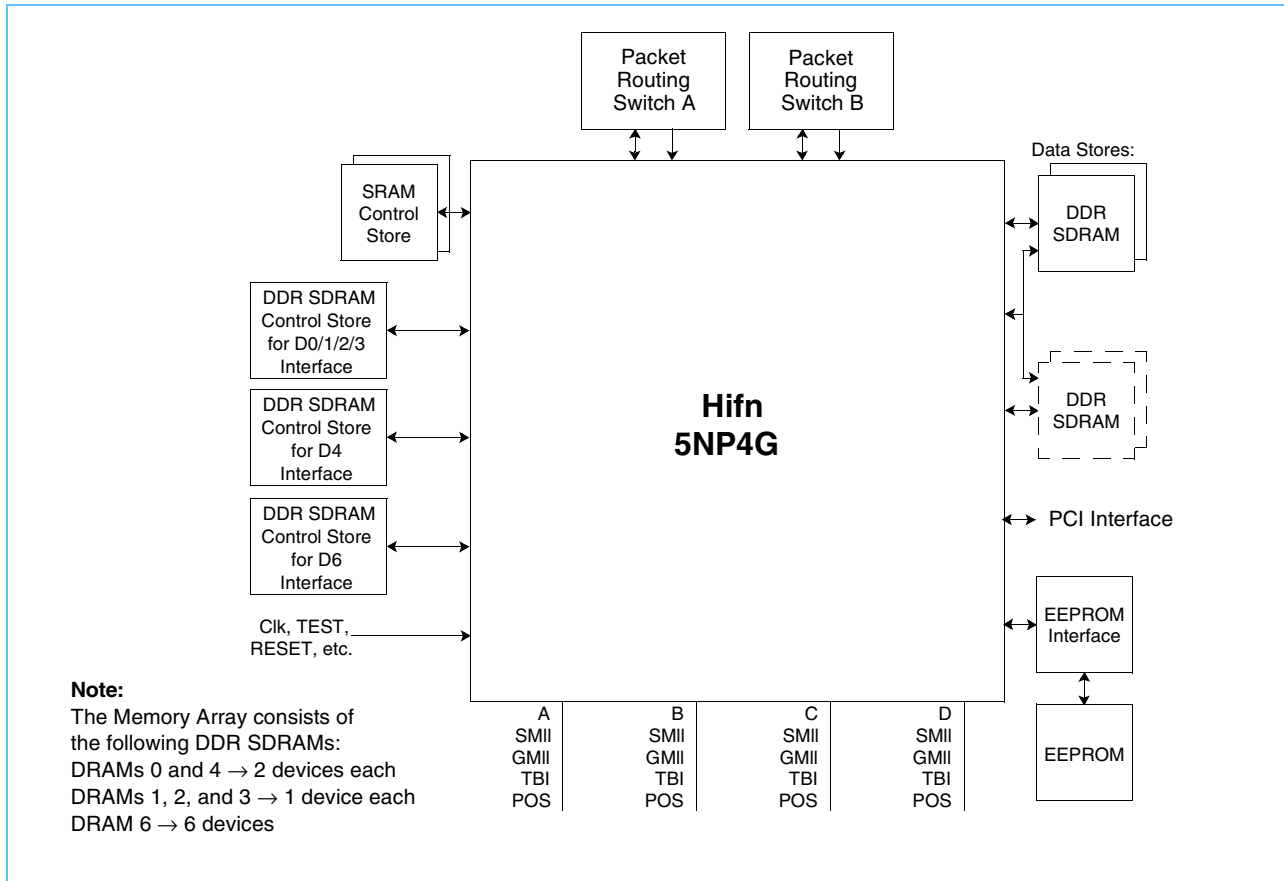 Packet
Routing
Switch A
Packet
Routing
Switch B
Data Stores:
SRAM
Control
Store
DDR
SDRAM
DDR SDRAM
Control Store
for D0/1/2/3
Interface
DDR SDRAM
Control Store
for D4
Interface
DDR SDRAM
Control Store
for D6
Interface
Hifn
5NP4G
DDR
SDRAM
PCI Interface
EEPROM
Interface
EEPROM
Clk, TEST,
RESET, etc.
Note:
The Memory Array consists of
the following DDR SDRAMs:
DRAMs 0 and 4 → 2 devices each
DRAMs 1, 2, and 3 → 1 device each
DRAM 6 → 6 devices
A
SMII
GMII
TBI
POS
B
SMII
GMII
TBI
POS
C
SMII
GMII
TBI
POS
D
SMII
GMII
TBI
POS